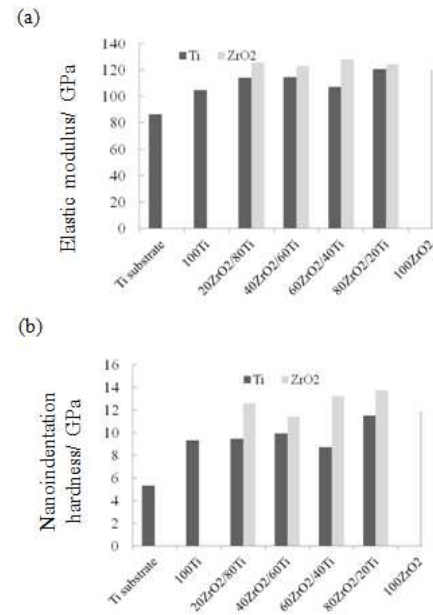 (a)
Elastic modulus/ GPa
140
120
100
80
60
40
20
0
Ti ZrO2
Ti substrate
100Ti
20ZrO2/80Ti
40ZrO2/60Ti
60ZrO2/40Ti
80ZrO2/20Ti
100ZrO2
(b)
Nanoindentation
hardness/ GPa
16
14
12
10
8
6
4
2
0
Ti ZrO2
Ti substrate
100Ti
20ZrO2/80Ti
40ZrO2/60Ti
60ZrO2/40Ti
80ZrO2/20Ti
100ZrO2